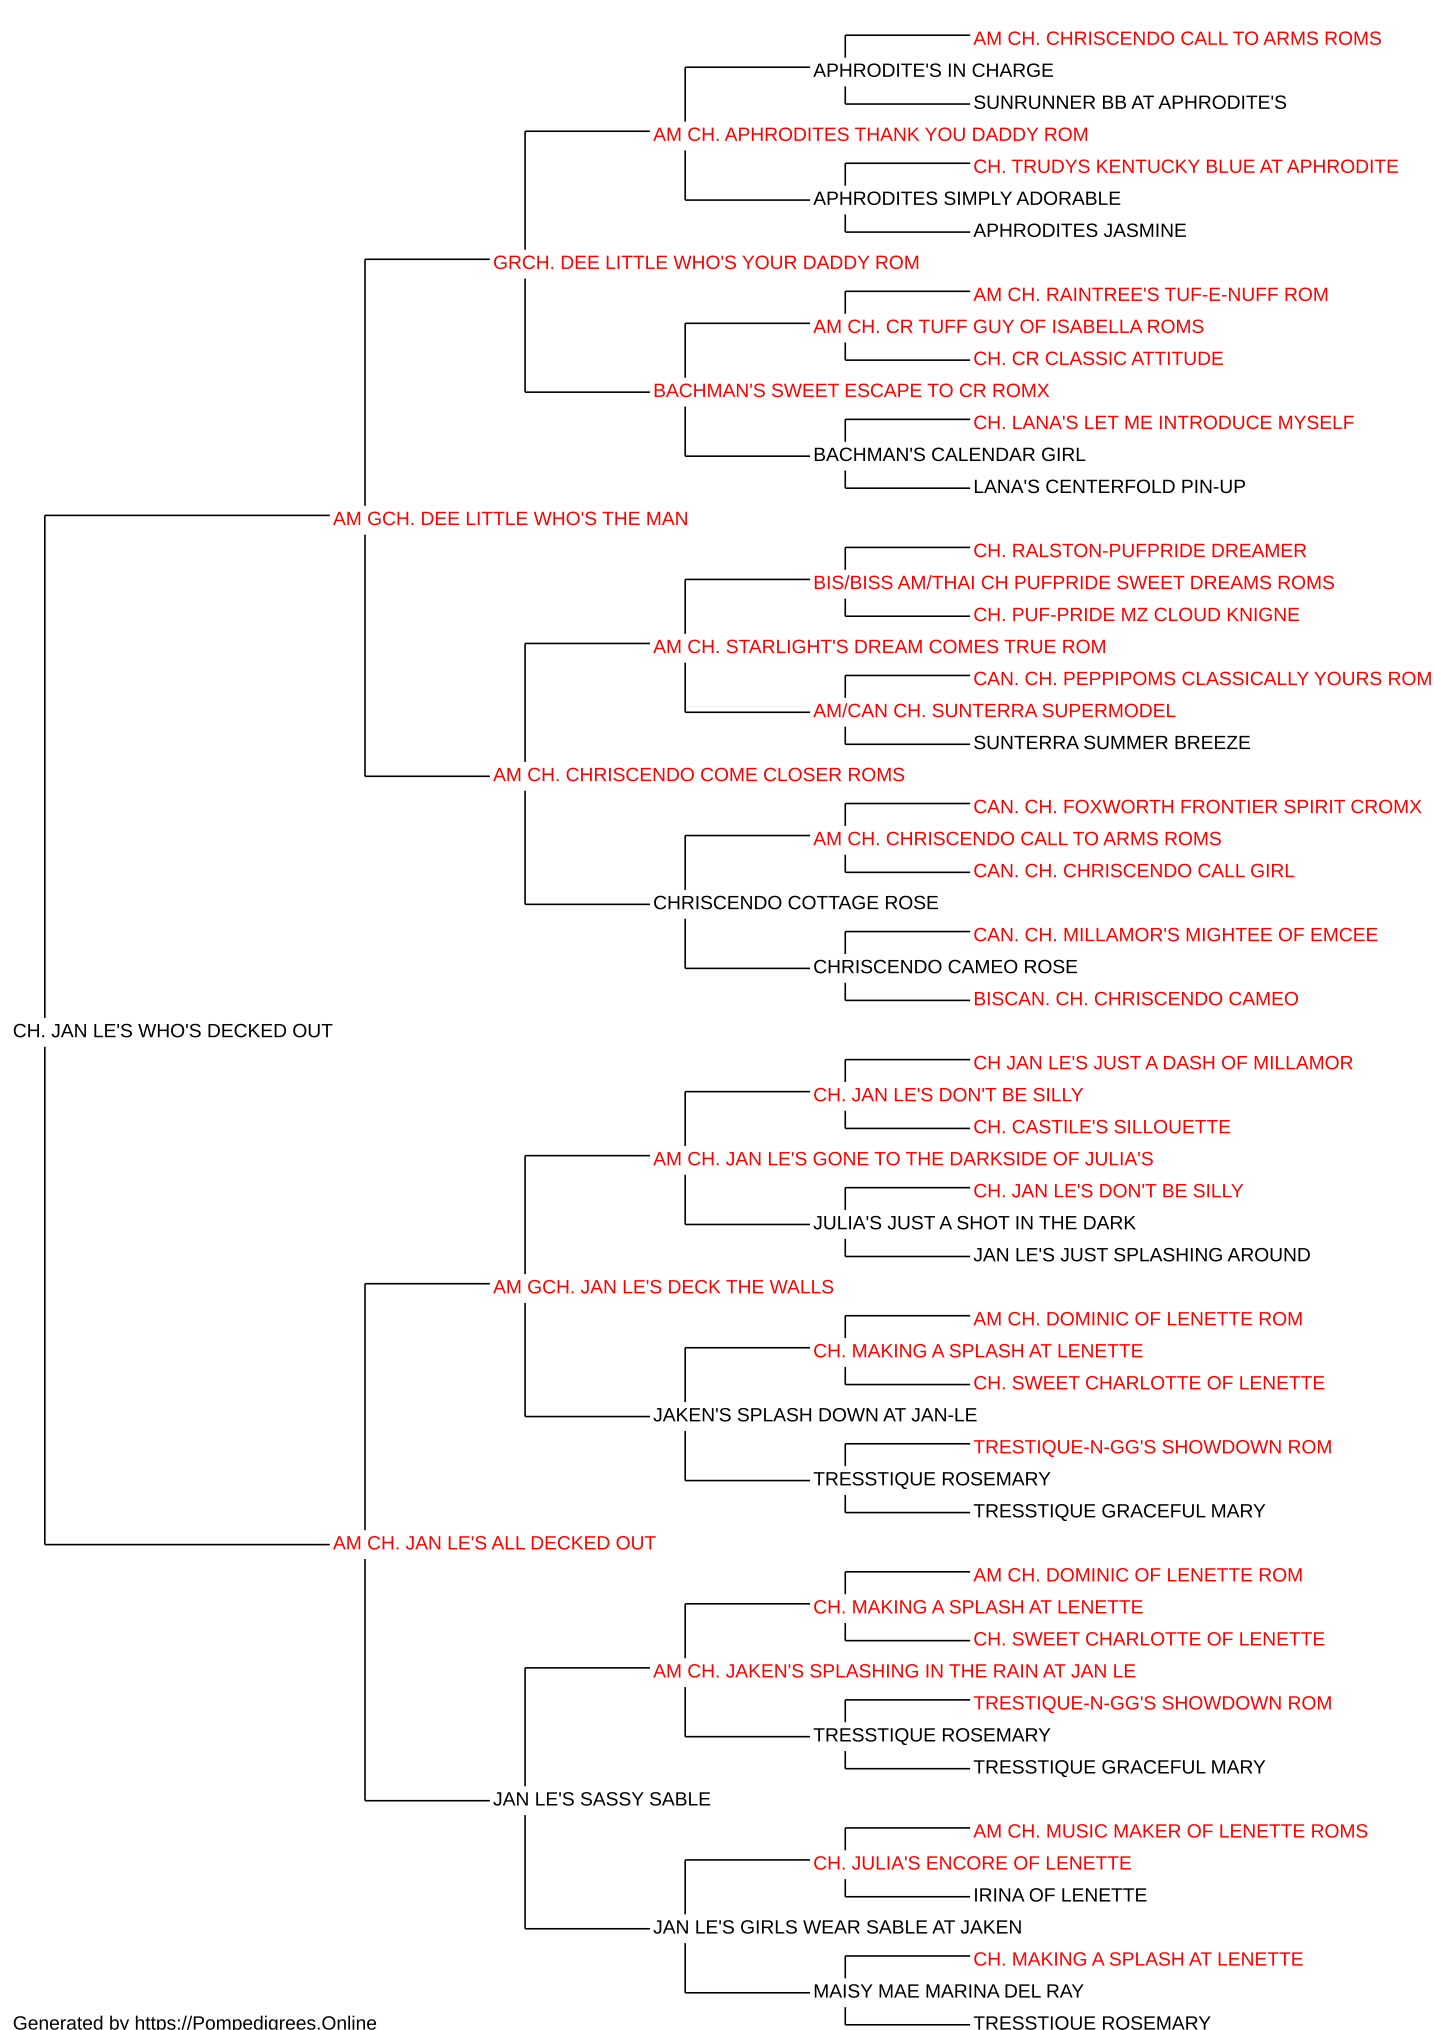 AM CH. CHRISCENDO CALL TO ARMS ROMS
APHRODITE'S IN CHARGE
SUNRUNNER BB AT APHRODITE'S
AM CH. APHRODITES THANK YOU DADDY ROM
CH. TRUDYS KENTUCKY BLUE AT APHRODITE
APHRODITES SIMPLY ADORABLE
APHRODITES JASMINE
GRCH. DEE LITTLE WHO'S YOUR DADDY ROM
AM CH. RAINTREE'S TUF-E-NUFF ROM
AM CH. CR TUFF GUY OF ISABELLA ROMS
CH. CR CLASSIC ATTITUDE
BACHMAN'S SWEET ESCAPE TO CR ROMX
CH. LANA'S LET ME INTRODUCE MYSELF
BACHMAN'S CALENDAR GIRL
LANA'S CENTERFOLD PIN-UP
AM GCH. DEE LITTLE WHO'S THE MAN
CH. RALSTON-PUFPRIDE DREAMER
BIS/BISS AM/THAI CH PUFPRIDE SWEET DREAMS ROMS
CH. PUF-PRIDE MZ CLOUD KNIGNE
AM CH. STARLIGHT'S DREAM COMES TRUE ROM
CAN. CH. PEPPIPOMS CLASSICALLY YOURS ROM
AM/CAN CH. SUNTERRA SUPERMODEL
SUNTERRA SUMMER BREEZE
AM CH. CHRISCENDO COME CLOSER ROMS
CAN. CH. FOXWORTH FRONTIER SPIRIT CROMX
AM CH. CHRISCENDO CALL TO ARMS ROMS
CAN. CH. CHRISCENDO CALL GIRL
CHRISCENDO COTTAGE ROSE
CAN. CH. MILLAMOR'S MIGHTEE OF EMCEE
CHRISCENDO CAMEO ROSE
BISCAN. CH. CHRISCENDO CAMEO
CH. JAN LE'S WHO'S DECKED OUT
CH JAN LE'S JUST A DASH OF MILLAMOR
CH. JAN LE'S DON'T BE SILLY
CH. CASTILE'S SILLOUETTE
AM CH. JAN LE'S GONE TO THE DARKSIDE OF JULIA'S
CH. JAN LE'S DON'T BE SILLY
JULIA'S JUST A SHOT IN THE DARK
JAN LE'S JUST SPLASHING AROUND
AM GCH. JAN LE'S DECK THE WALLS
AM CH. DOMINIC OF LENETTE ROM
CH. MAKING A SPLASH AT LENETTE
CH. SWEET CHARLOTTE OF LENETTE
JAKEN'S SPLASH DOWN AT JAN-LE
TRESTIQUE-N-GG'S SHOWDOWN ROM
TRESSTIQUE ROSEMARY
TRESSTIQUE GRACEFUL MARY
AM CH. JAN LE'S ALL DECKED OUT
AM CH. DOMINIC OF LENETTE ROM
CH. MAKING A SPLASH AT LENETTE
CH. SWEET CHARLOTTE OF LENETTE
AM CH. JAKEN'S SPLASHING IN THE RAIN AT JAN LE
TRESTIQUE-N-GG'S SHOWDOWN ROM
TRESSTIQUE ROSEMARY
TRESSTIQUE GRACEFUL MARY
JAN LE'S SASSY SABLE
AM CH. MUSIC MAKER OF LENETTE ROMS
CH. JULIA'S ENCORE OF LENETTE
IRINA OF LENETTE
JAN LE'S GIRLS WEAR SABLE AT JAKEN
CH. MAKING A SPLASH AT LENETTE
MAISY MAE MARINA DEL RAY
TRESSTIQUE ROSEMARY
Generated by https://Pompedigrees.Online